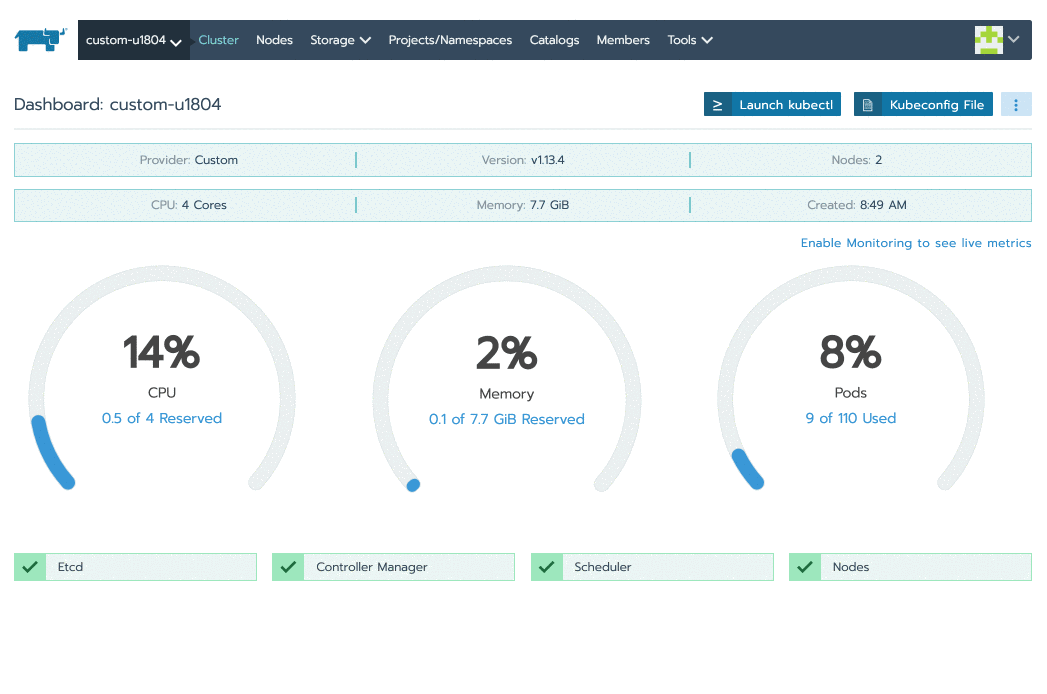 custom-u1804 Cluster Nodes Storage Projects/Namespaces Catalogs Members Tools
Dashboard: custom-u1804
Launch kubectl Kubeconfig File
Provider: Custom Version: v1.13.4 Nodes: 2
CPU: 4 Cores Memory: 7.7 GiB Created: 8:49 AM
Enable Monitoring to see live metrics
14% 2% 8%
CPU Memory Pods
0.5 of 4 Reserved 0.1 of 7.7 GiB Reserved 9 of 110 Used
Etcd Controller Manager Scheduler Nodes